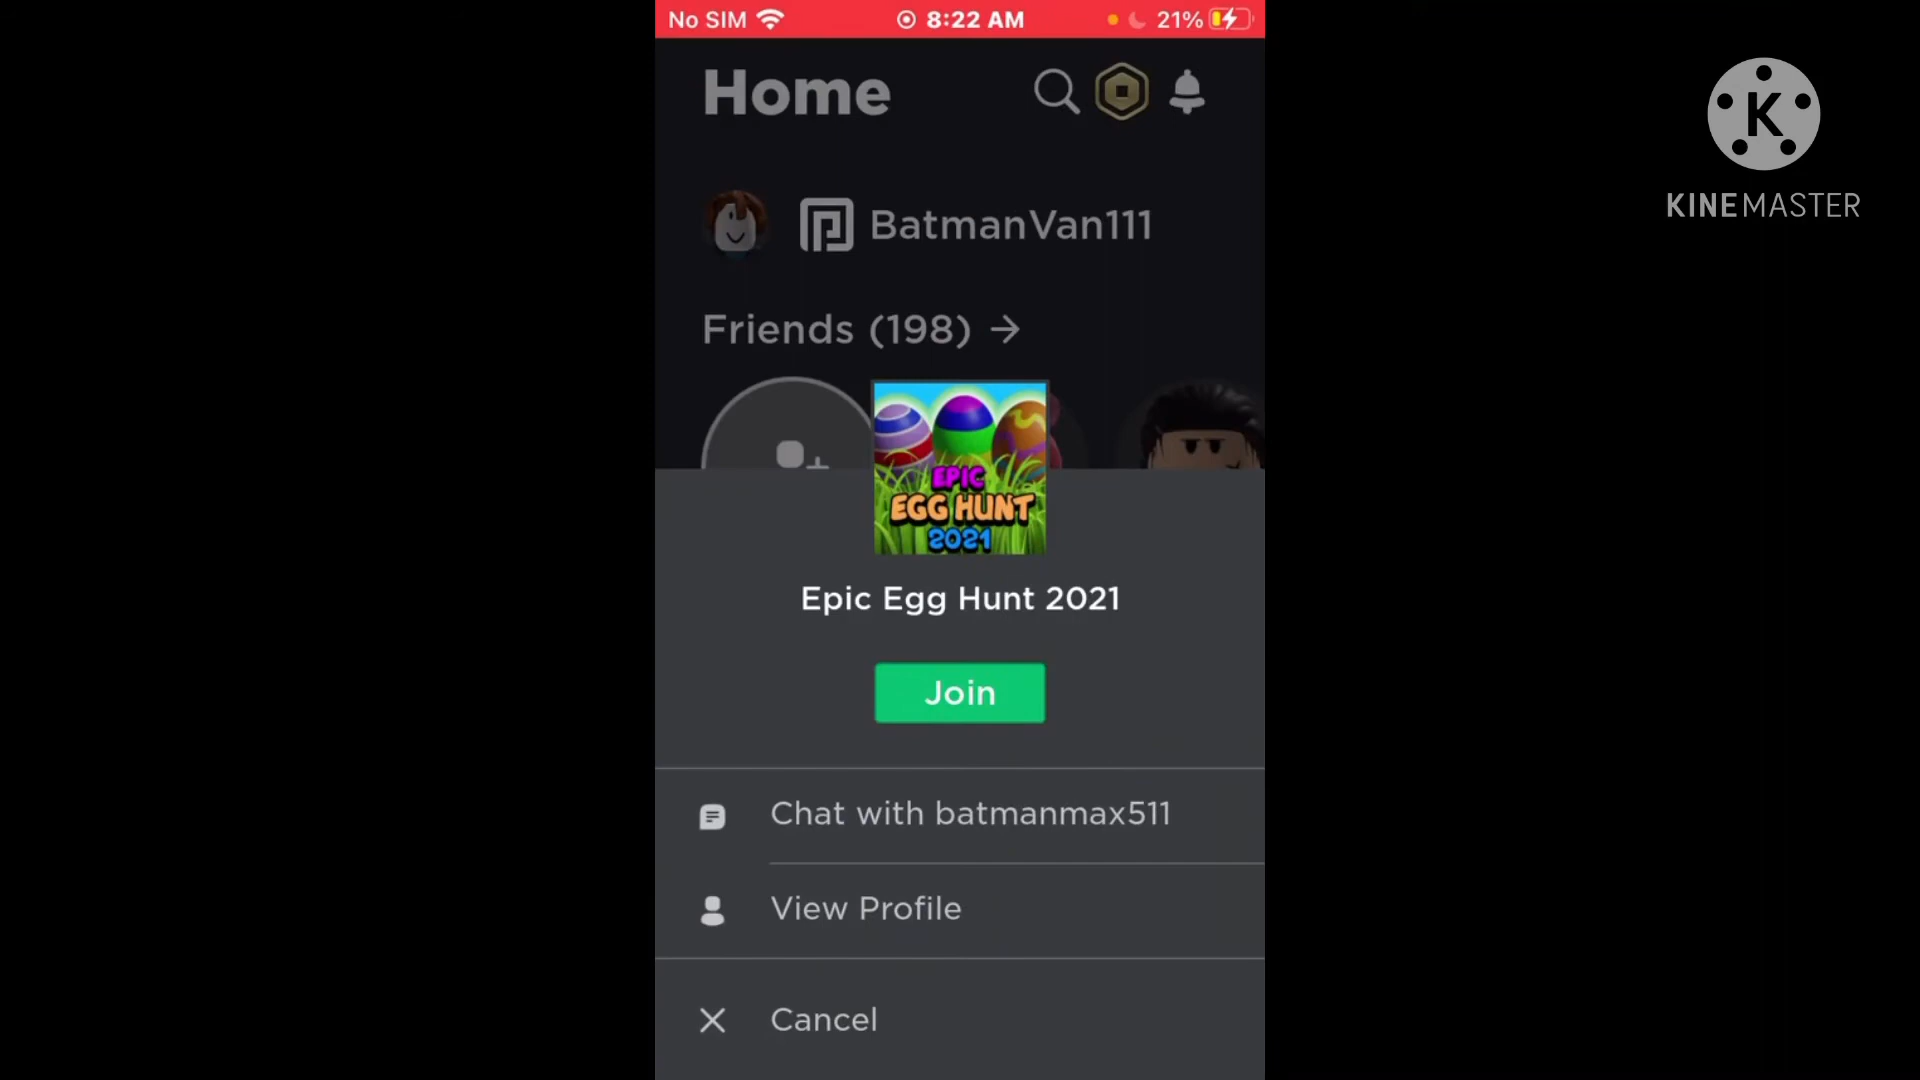 No SIM 8:22 AM 21%
Home
K
KINEMASTER
BatmanVan111
Friends (198) →
EPIC
EGG HUNT
2021
Epic Egg Hunt 2021
Join
Chat with batmanmax511
View Profile
Cancel